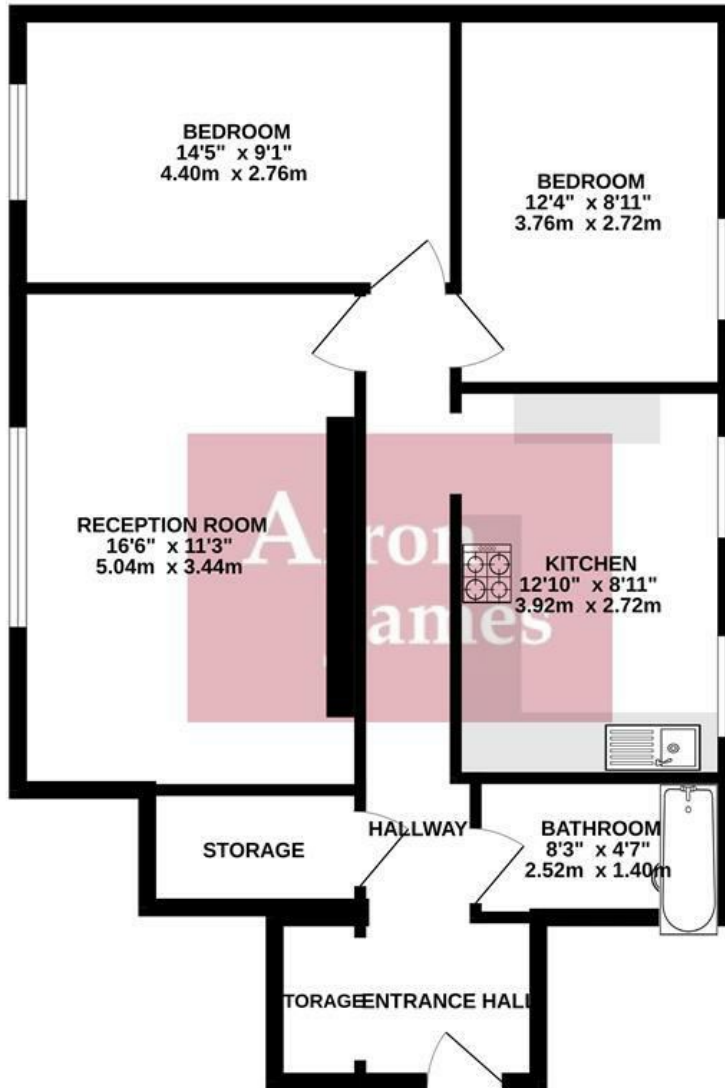 BEDROOM
14'5" x 9'1"
4.40m x 2.76m
BEDROOM
12'4" x 8'11"
3.76m x 2.72m
RECEPTION ROOM
16'6" x 11'3"
5.04m x 3.44m
KITCHEN
12'10" x 8'11"
3.92m x 2.72m
HALLWAY
STORAGE
BATHROOM
8'3" x 4'7"
2.52m x 1.40m
TORAGE
ENTRANCE HALL